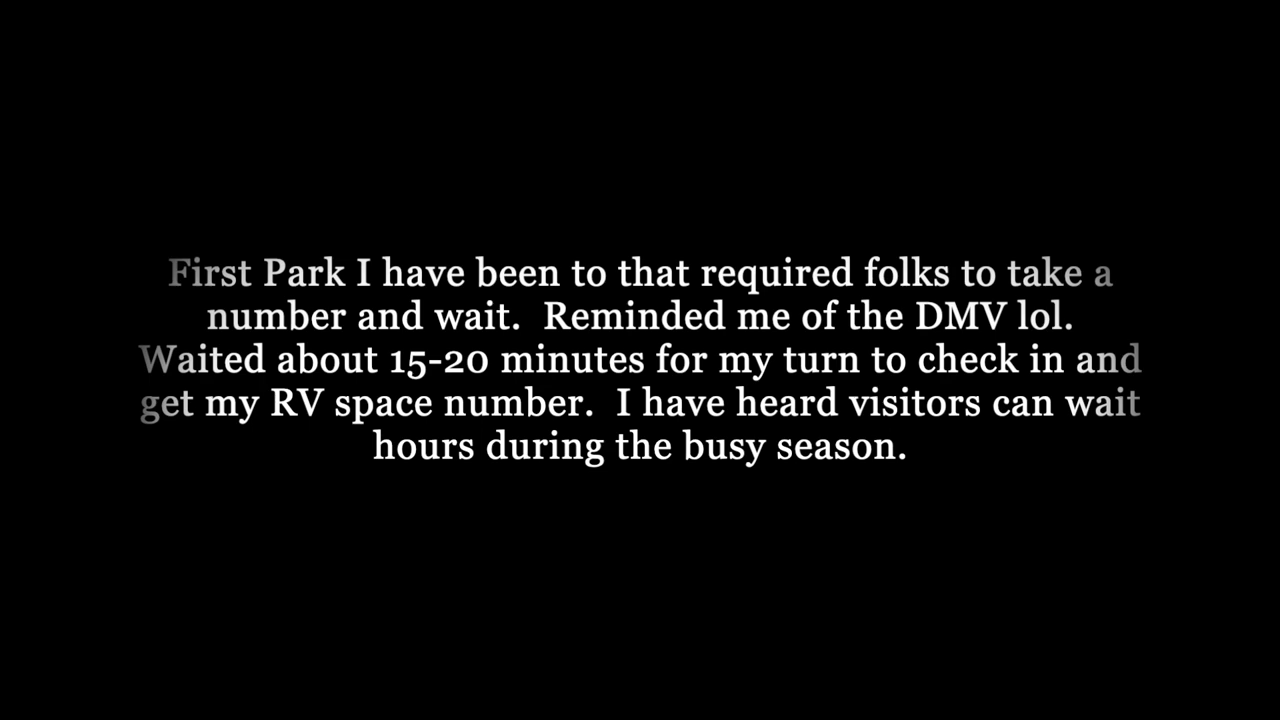 First Park I have been to that required folks to take a
number and wait.  Reminded me of the DMV lol.
Waited about 15-20 minutes for my turn to check in and
get my RV space number.  I have heard visitors can wait
hours during the busy season.